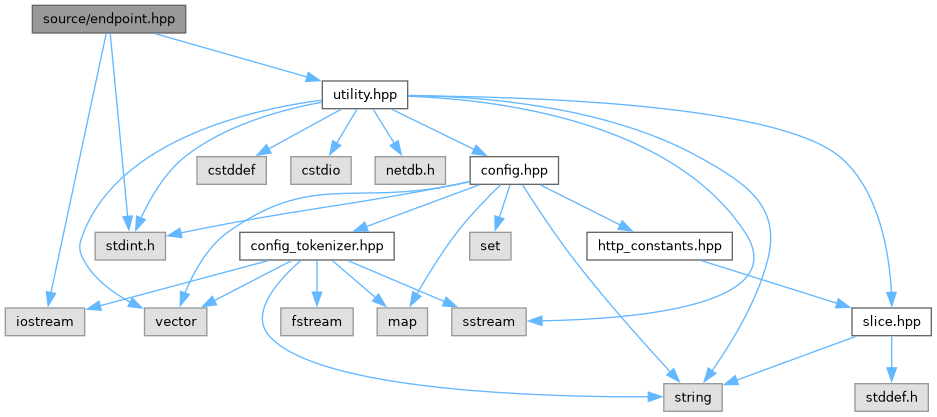 source/endpoint.hpp
utility.hpp
cstddef
cstdio
netdb.h
config.hpp
stdint.h
config_tokenizer.hpp
set
http_constants.hpp
iostream
vector
fstream
map
sstream
slice.hpp
string
stddef.h